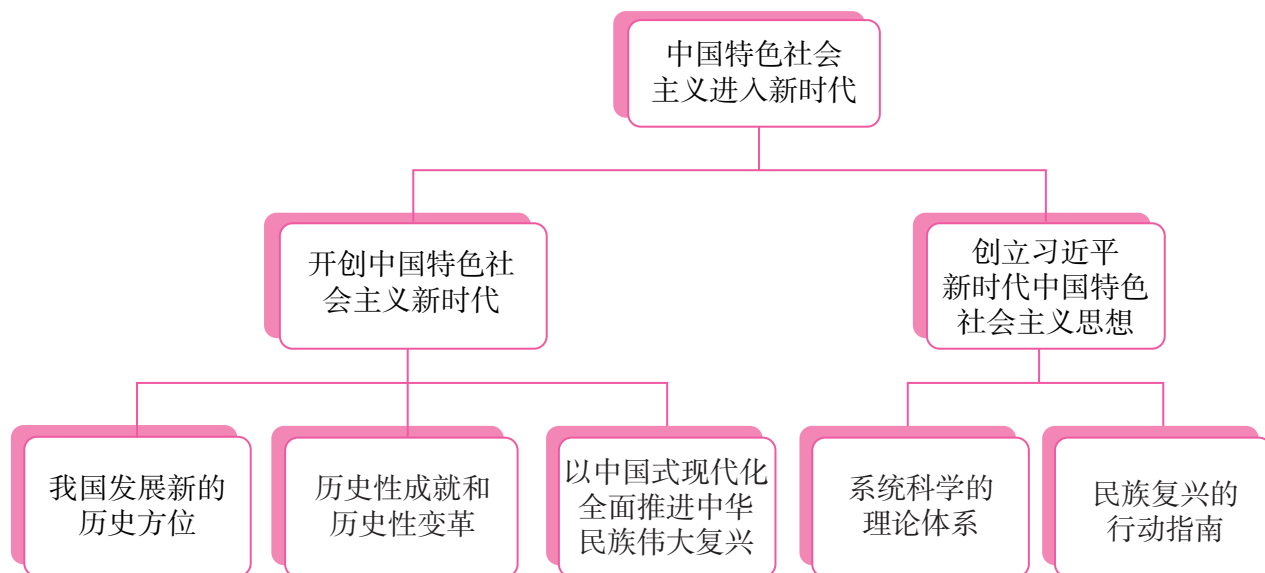 中国特色社会
主义进入新时代
开创中国特色社
会主义新时代
创立习近平
新时代中国特色
社会主义思想
我国发展新的
历史方位
历史性成就和
历史性变革
以中国式现代化
全面推进中华
民族伟大复兴
系统科学的
理论体系
民族复兴的
行动指南